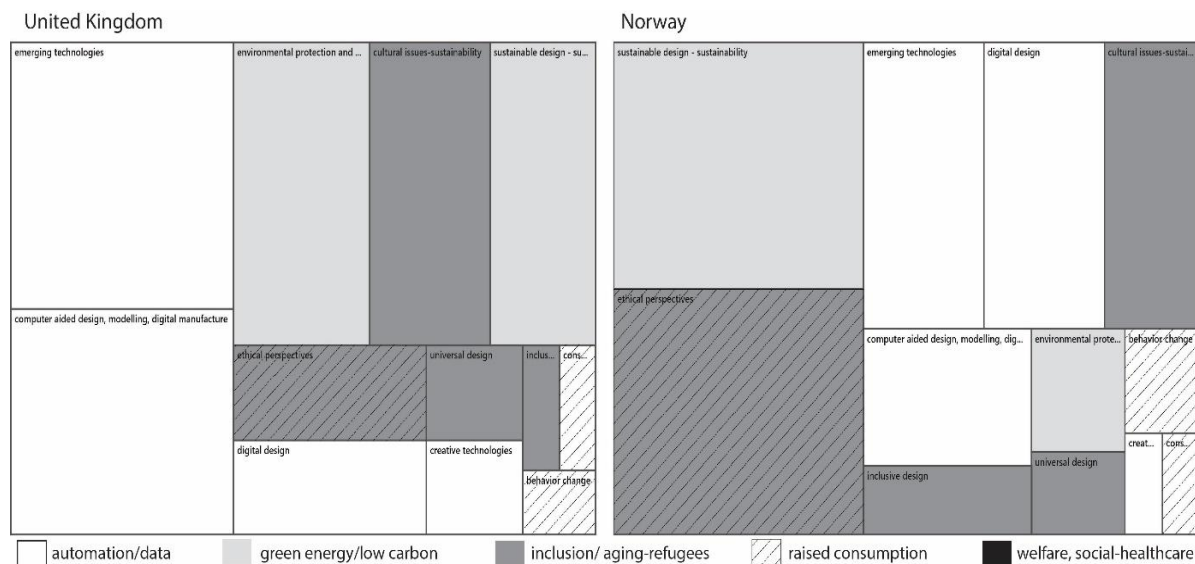 United Kingdom
Norway
emerging technologies
environmental protection and ...
cultural issues-sustainability
sustainable design - su...
computer aided design, modelling, digital manufacture
ethical perspectives
universal design
inclus...
cons...
digital design
creative technologies
behavior change
sustainable design - sustainability
emerging technologies
digital design
cultural issues-sustai...
ethical perspectives
computer aided design, modelling, dig...
environmental prote...
behavior change
creat...
cons...
inclusive design
universal design
automation/data
green energy/low carbon
inclusion/ aging-refugees
raised consumption
welfare, social-healthcare